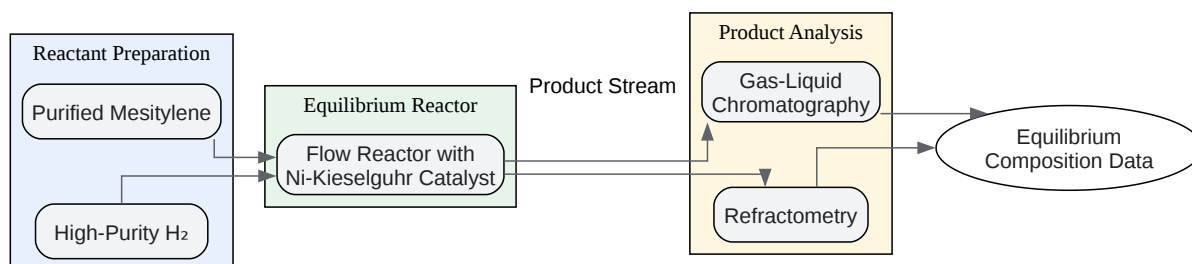 Reactant Preparation
Purified Mesitylene
High-Purity H₂
Equilibrium Reactor
Flow Reactor with
Ni-Kieselguhr Catalyst
Product Stream
Product Analysis
Gas-Liquid
Chromatography
Refractometry
Equilibrium
Composition Data